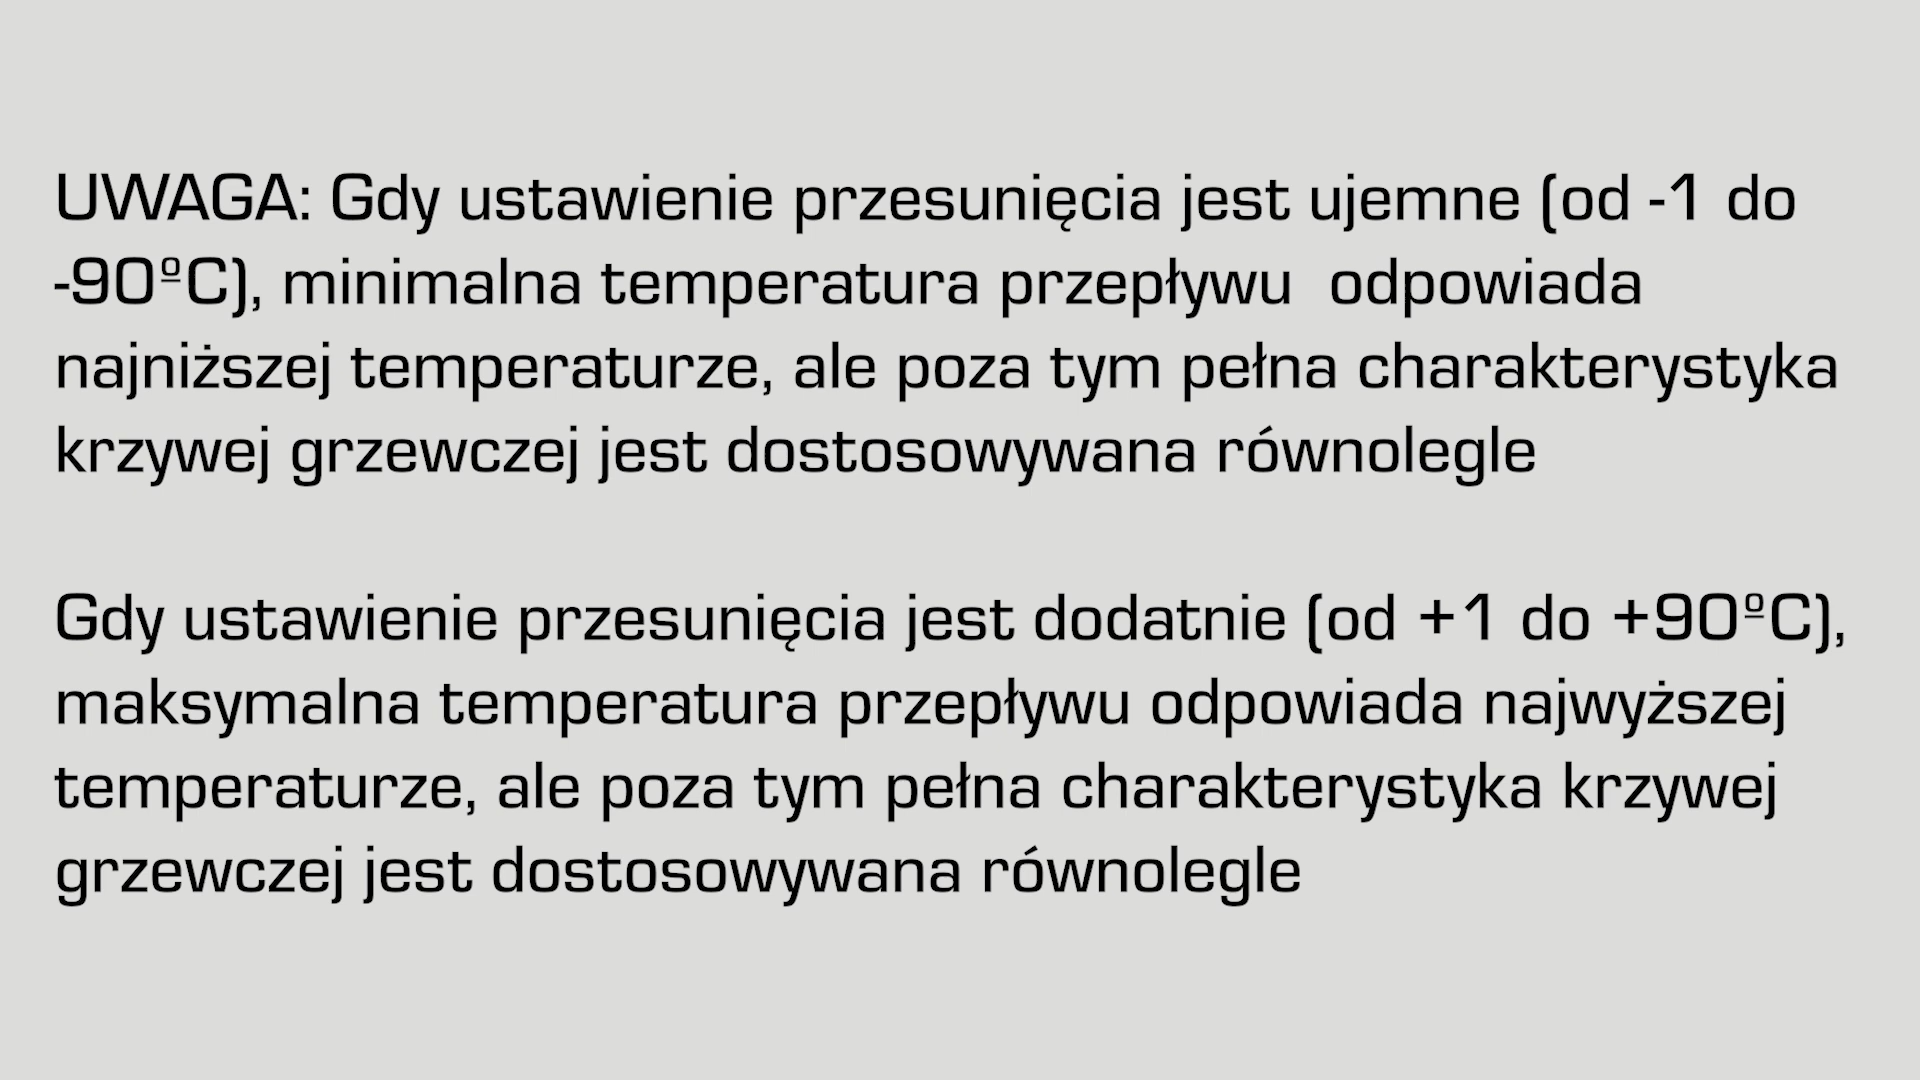 UWAGA: Gdy ustawienie przesunięcia jest ujemne (od -1 do
-90ºC), minimalna temperatura przepływu  odpowiada
najniższej temperaturze, ale poza tym pełna charakterystyka
krzywej grzewczej jest dostosowywana równolegle
Gdy ustawienie przesunięcia jest dodatnie (od +1 do +90ºC),
maksymalna temperatura przepływu odpowiada najwyższej
temperaturze, ale poza tym pełna charakterystyka krzywej
grzewczej jest dostosowywana równolegle